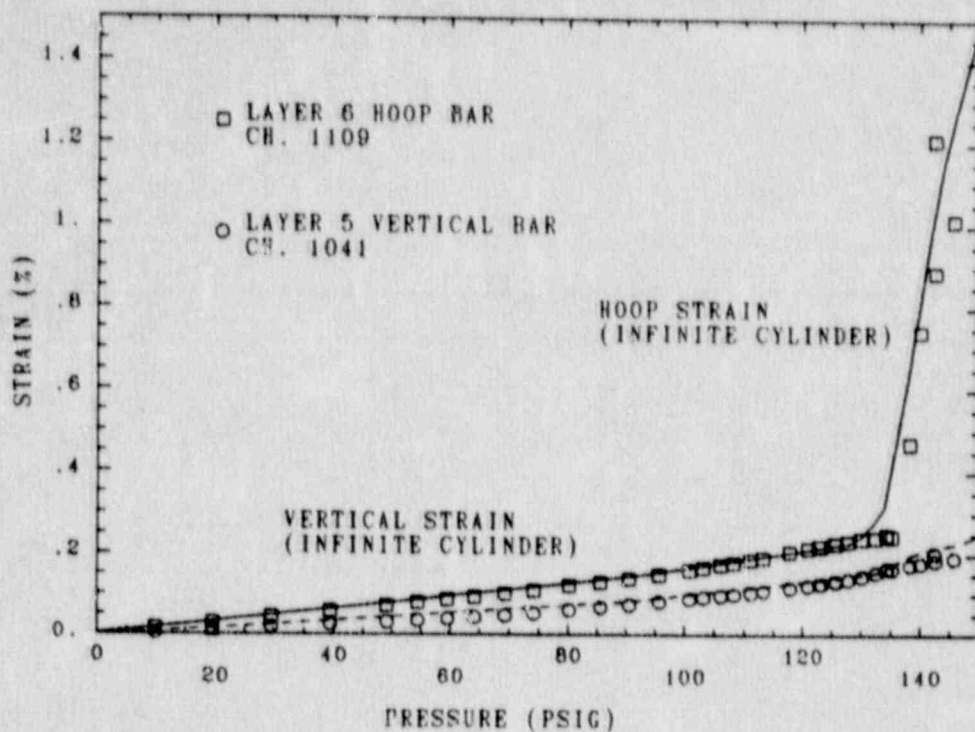 1.4
1.2
1.
.8
.6
.4
.2
0.
STRAIN (%)
LAYER 6 HOOP BAR
CH. 1109
LAYER 5 VERTICAL BAR
CH. 1041
HOOP STRAIN
(INFINITE CYLINDER)
VERTICAL STRAIN
(INFINITE CYLINDER)
0 20 40 60 80 100 120 140
PRESSURE (PSIG)